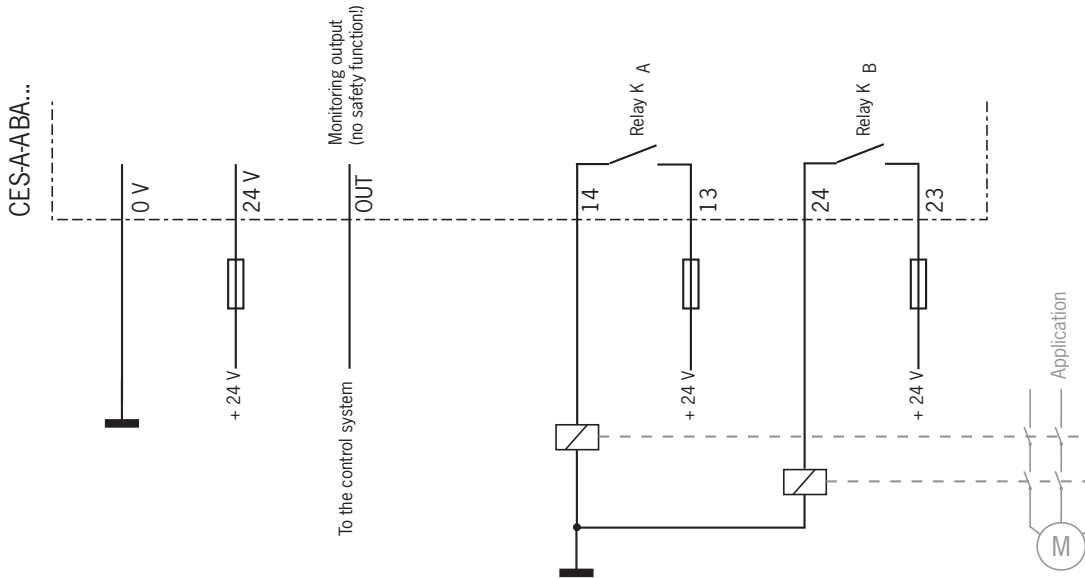 CES-A-ABA...
0 V
24 V
+ 24 V
OUT
Monitoring output
(no safety function!)
To the control system
14
Relay K A
13
+ 24 V
24
Relay K B
23
+ 24 V
Application
M